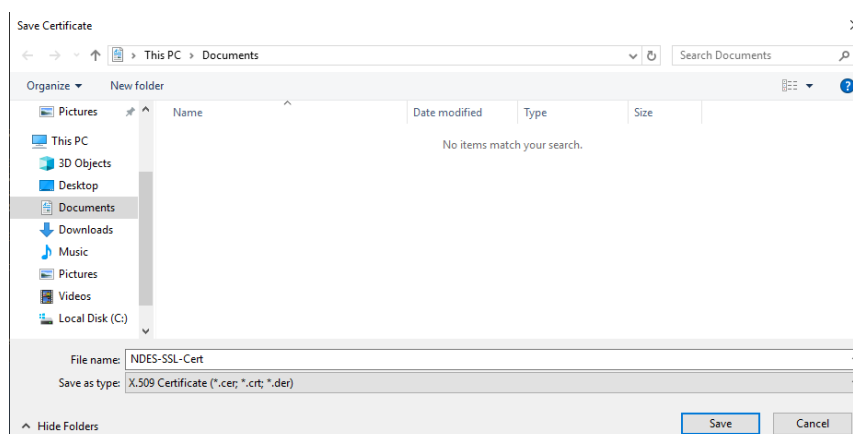 Save Certificate
This PC > Documents
Search Documents
Organize
New folder
Name
Date modified
Type
Size
No items match your search.
Pictures
This PC
3D Objects
Desktop
Documents
Downloads
Music
Pictures
Videos
Local Disk (C:)
File name: NDES-SSL-Cert
Save as type: X.509 Certificate (*.cer; *.crt; *.der)
Hide Folders
Save
Cancel